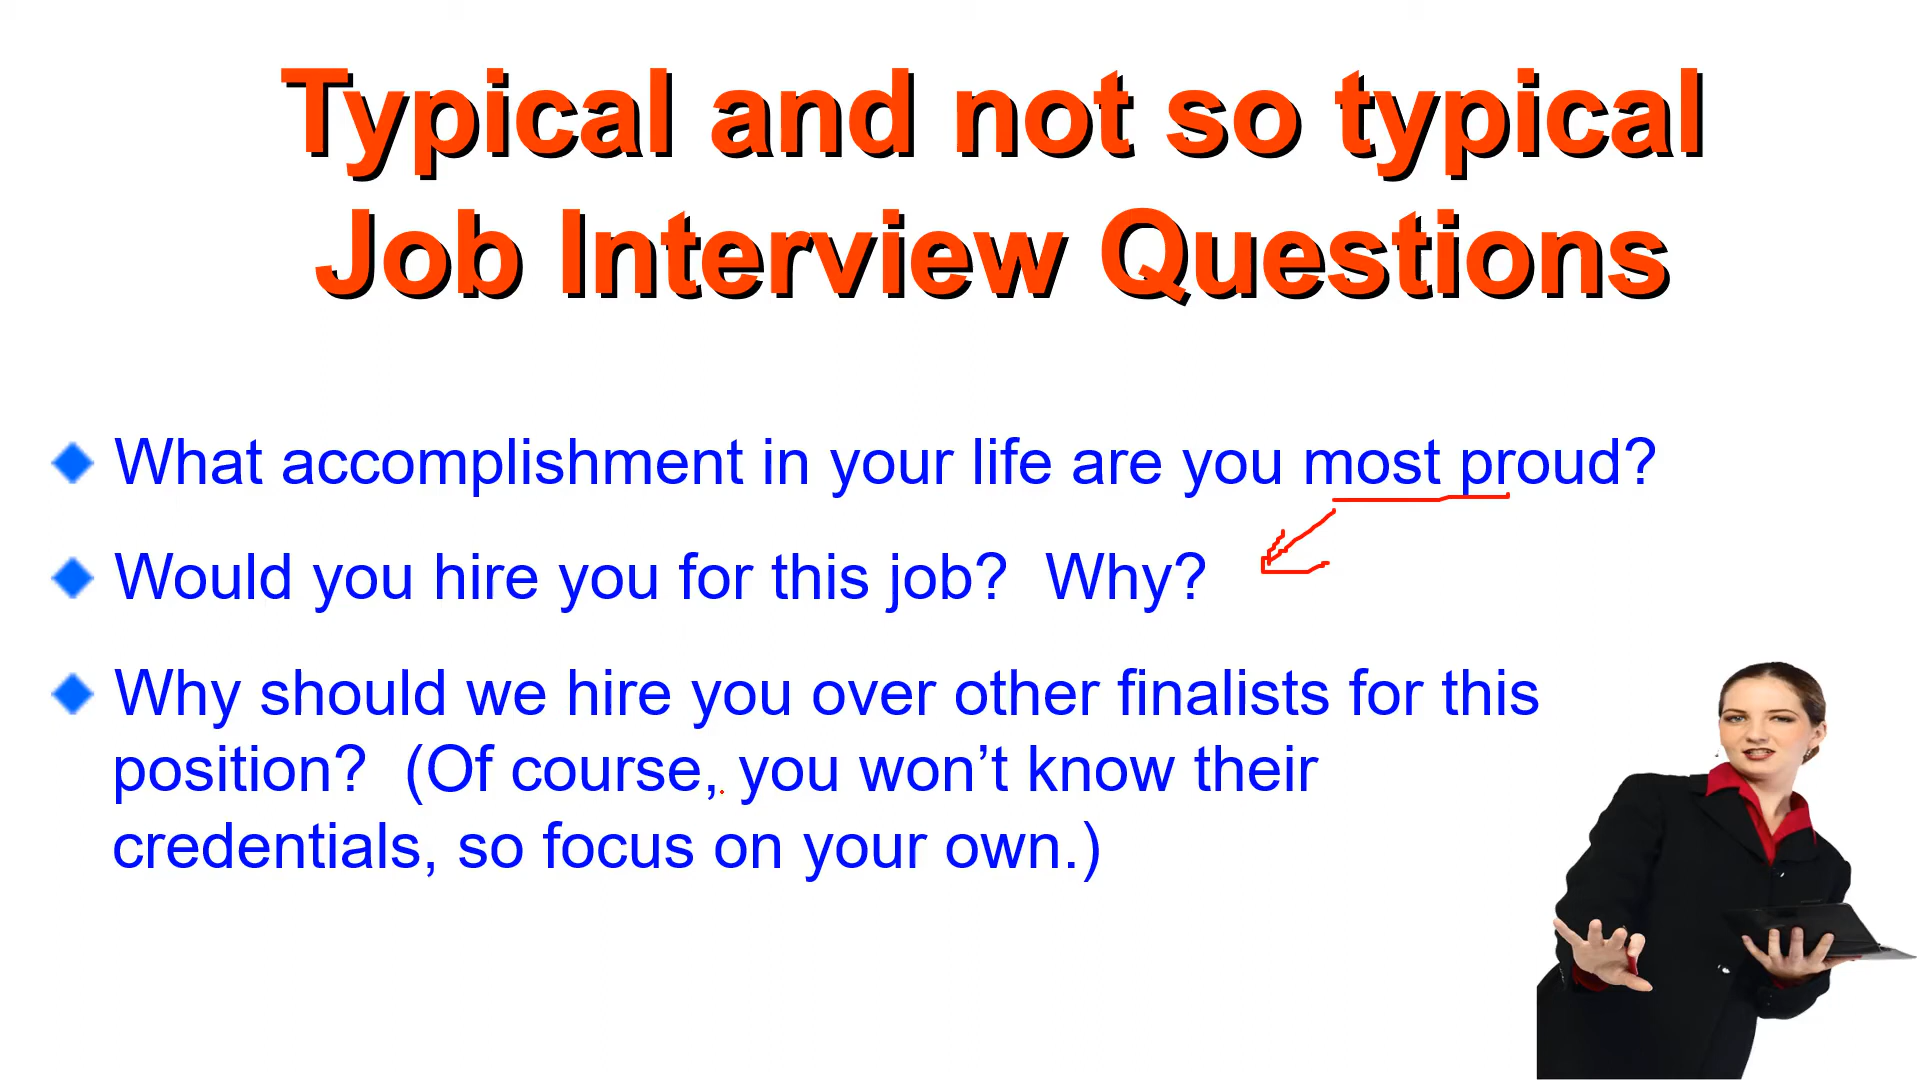 Typical and not so typical
Job Interview Questions
What accomplishment in your life are you most proud?
Would you hire you for this job?  Why?
Why should we hire you over other finalists for this
position?  (Of course, you won’t know their
credentials, so focus on your own.)